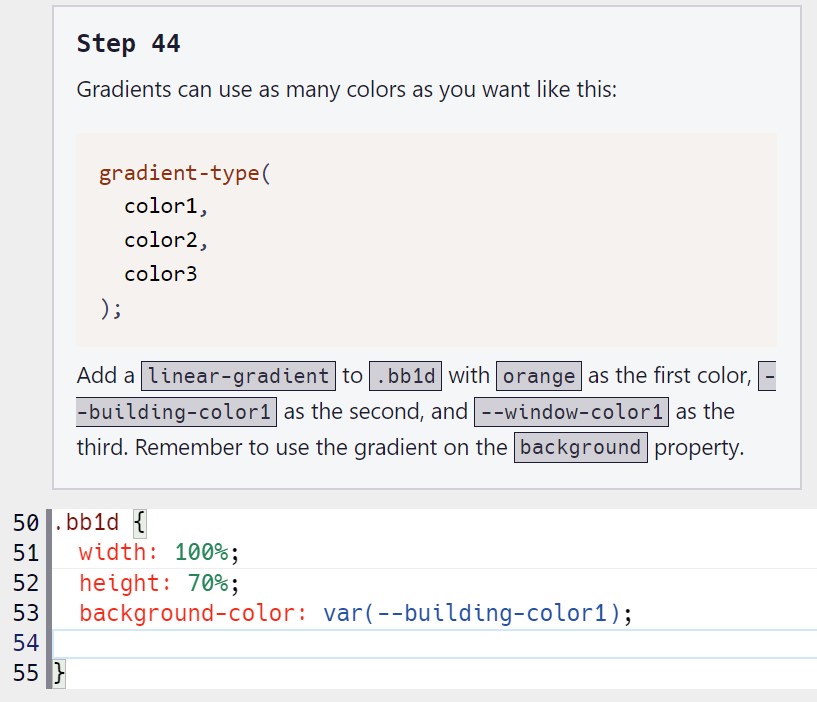 Step 44
Gradients can use as many colors as you want like this:
gradient-type(
color1,
color2,
color3
);
Add a linear-gradient to .bb1d with orange as the first color, -
-building-color1 as the second, and --window-color1 as the
third. Remember to use the gradient on the background property.
50 .bb1d {
51 width: 100%;
52 height: 70%;
53 background-color: var(--building-color1);
54
55 }